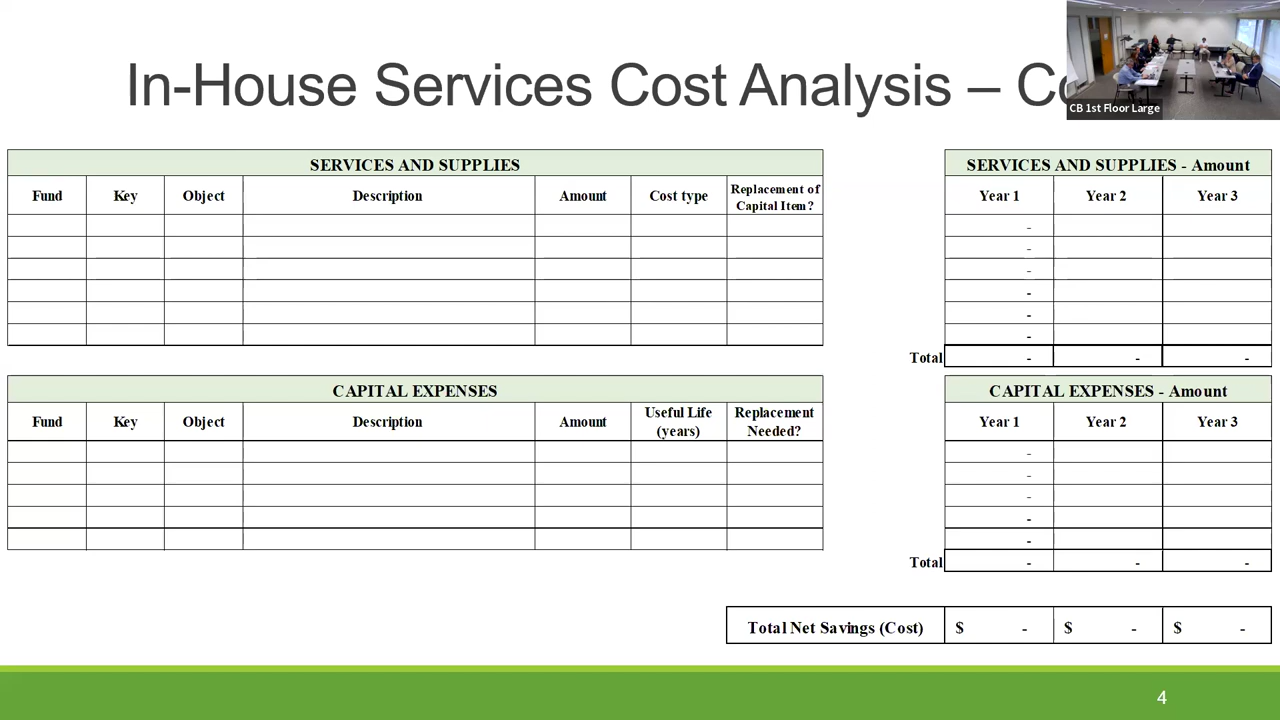 In-House Services Cost Analysis –
CB 1st Floor Large
SERVICES AND SUPPLIES
Fund Key Object Description Amount Cost type Replacement of Capital Item?
SERVICES AND SUPPLIES - Amount
Year 1 Year 2 Year 3
-
-
-
-
-
-
Total - - -
CAPITAL EXPENSES
Fund Key Object Description Amount Useful Life (years) Replacement Needed?
CAPITAL EXPENSES - Amount
Year 1 Year 2 Year 3
-
-
-
-
-
Total - - -
Total Net Savings (Cost) $ - $ - $ -
4